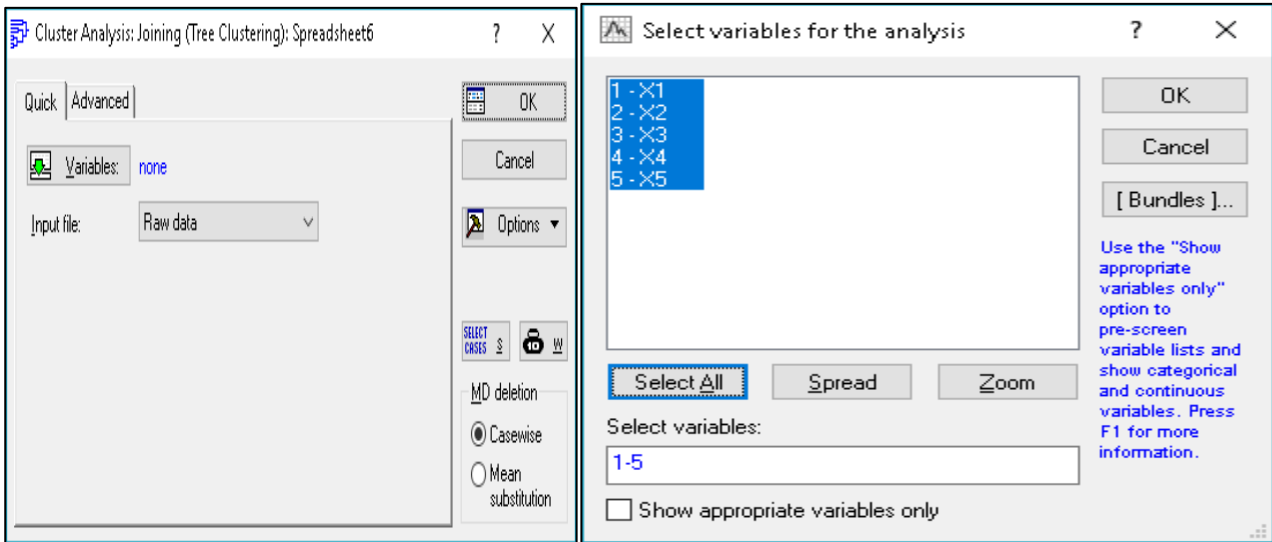 Cluster Analysis: Joining (Tree Clustering): Spreadsheet6 ? X
Quick Advanced
OK
Variables: none
Cancel
Input file: Raw data
Options
SELECT CASES S W
MD deletion
Casewise
Mean
substitution
Select variables for the analysis ? X
1 - X1
2 - X2
3 - X3
4 - X4
5 - X5
OK
Cancel
[ Bundles ]...
Use the "Show
appropriate
variables only"
option to
pre-screen
variable lists and
show categorical
and continuous
variables. Press
F1 for more
information.
Select All Spread Zoom
Select variables:
1-5
Show appropriate variables only